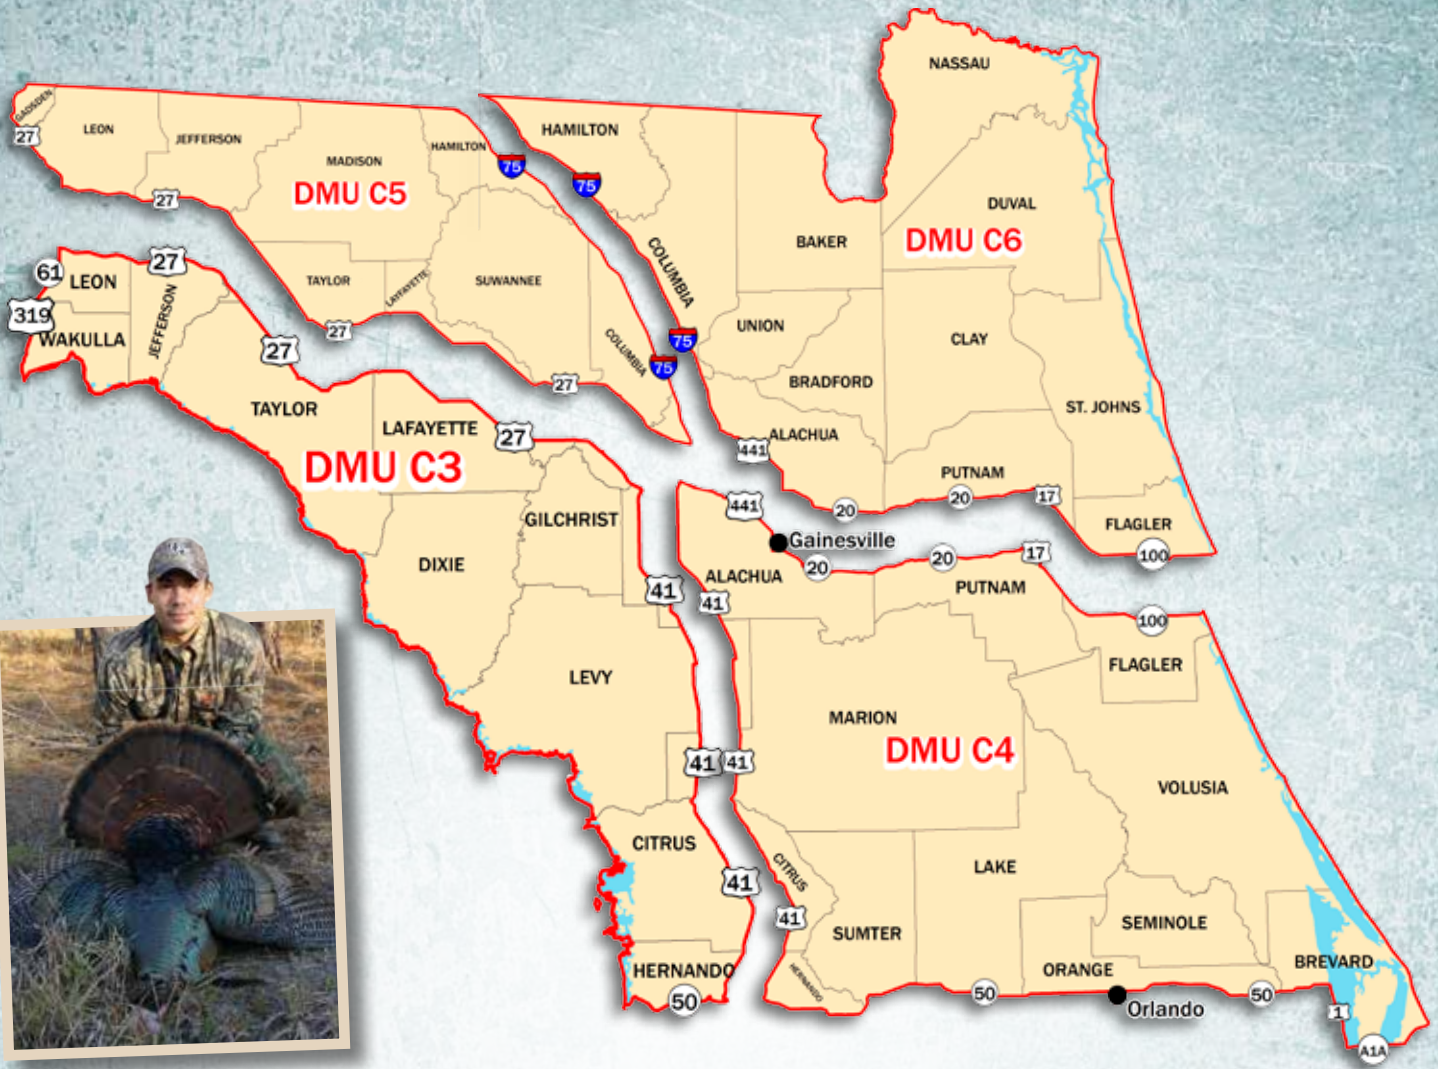 NASSAU
GADSDEN
27
LEON
JEFFERSON
MADISON
HAMILTON
75
DMU C5
27
TAYLOR
LAFAYETTE
SUWANNEE
27
27
COLUMBIA
75
HAMILTON
75
COLUMBIA
BAKER
DUVAL
DMU C6
UNION
75
CLAY
BRADFORD
ST. JOHNS
ALACHUA
441
PUTNAM
20
20
17
FLAGLER
100
61
LEON
27
319
WAKULLA
JEFFERSON
27
TAYLOR
LAFAYETTE
27
DMU C3
GILCHRIST
DIXIE
41
LEVY
41
CITRUS
41
HERNANDO
50
441
Gainesville
20
20
17
ALACHUA
41
PUTNAM
100
FLAGLER
MARION
DMU C4
41
VOLUSIA
CITRUS
LAKE
41
SUMTER
SEMINOLE
HERNANDO
ORANGE
BREVARD
50
50
Orlando
1
A1A